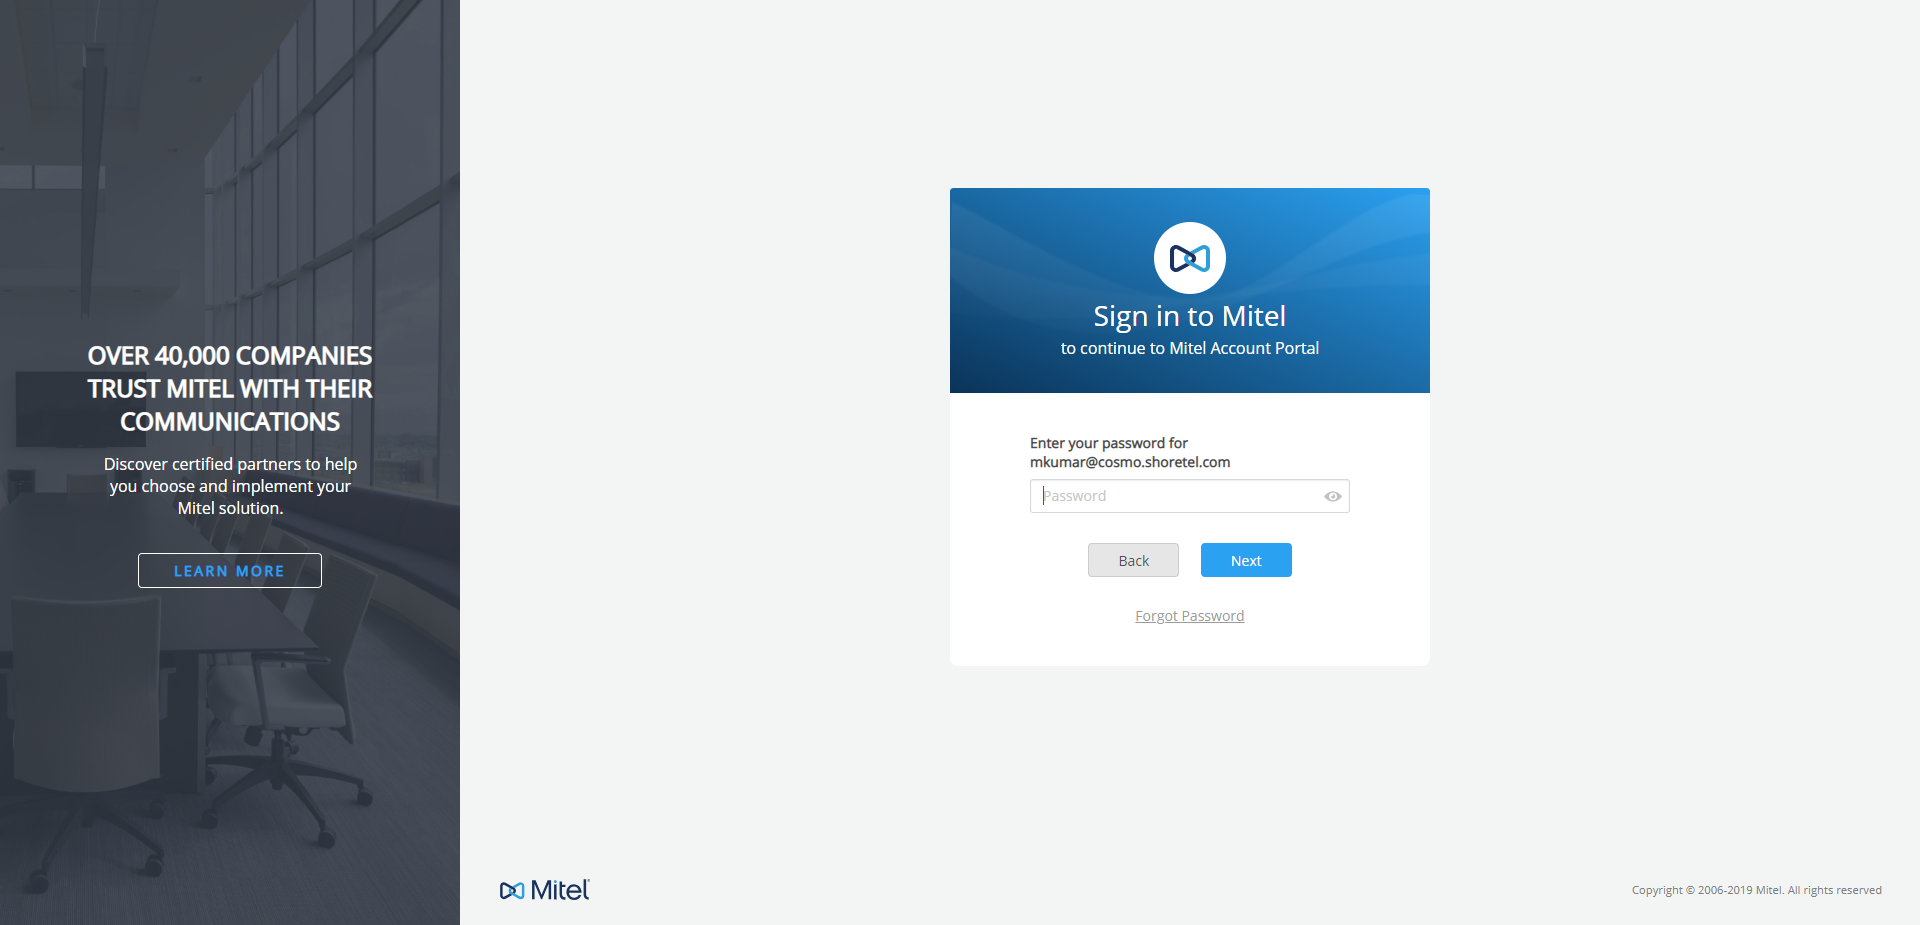 OVER 40,000 COMPANIES
TRUST MITEL WITH THEIR
COMMUNICATIONS
Discover certified partners to help
you choose and implement your
Mitel solution.
LEARN MORE
Sign in to Mitel
to continue to Mitel Account Portal
Enter your password for
mkumar@cosmo.shoretel.com
Password
Back
Next
Forgot Password
Mitel
Copyright © 2006-2019 Mitel. All rights reserved